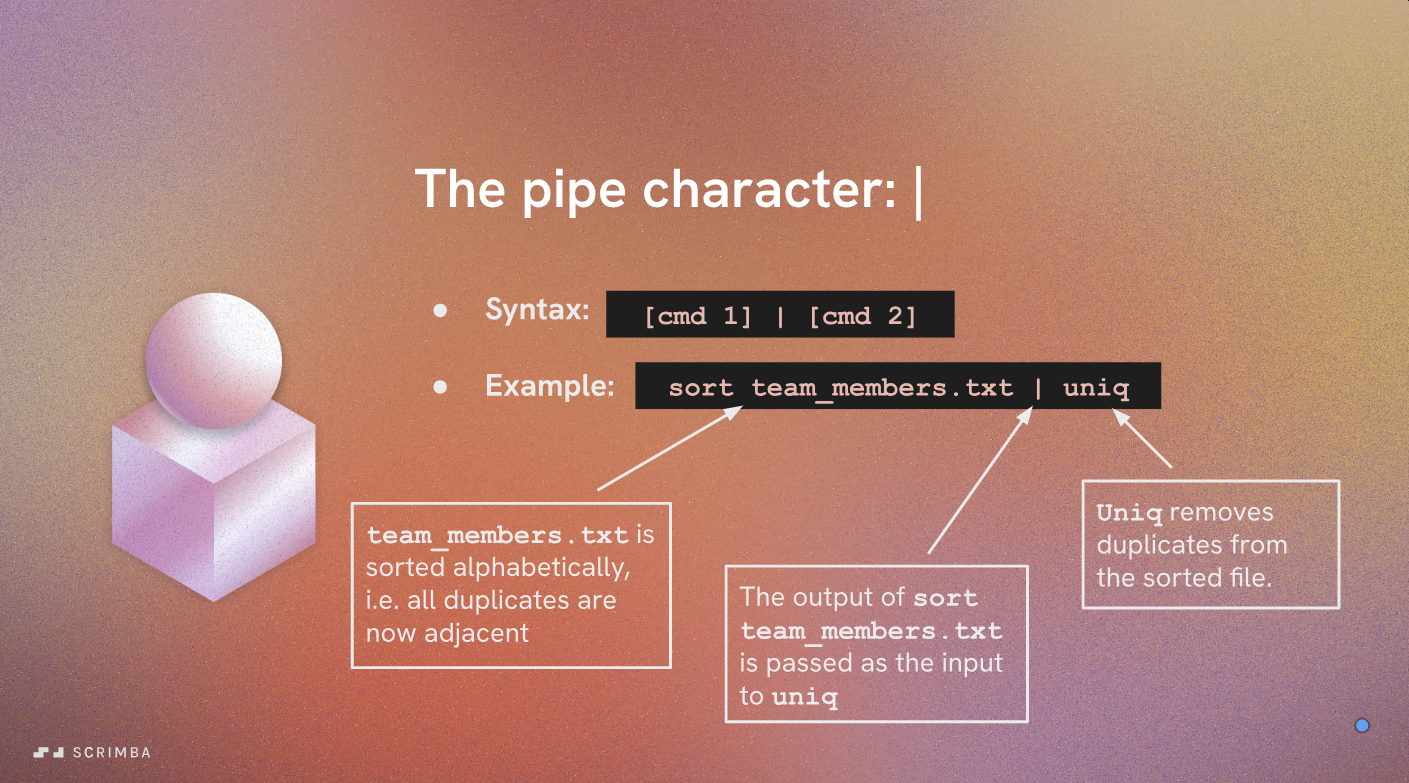 The pipe character: |
● Syntax: [cmd 1] | [cmd 2]
● Example: sort team_members.txt | uniq
team_members.txt is
sorted alphabetically,
i.e. all duplicates are
now adjacent
The output of sort
team_members.txt
is passed as the input
to uniq
Uniq removes
duplicates from
the sorted file.
SCRIMBA